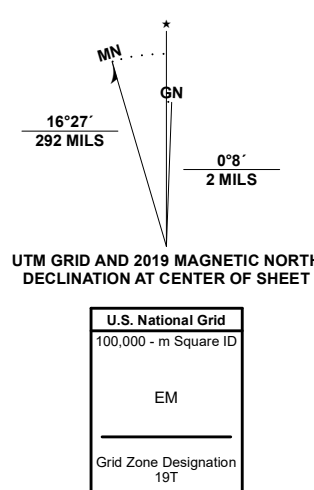 MN
GN
16°27´
292 MILS
0°8´
2 MILS
UTM GRID AND 2019 MAGNETIC NORTH
DECLINATION AT CENTER OF SHEET
U.S. National Grid
100,000 - m Square ID
EM
Grid Zone Designation
19T